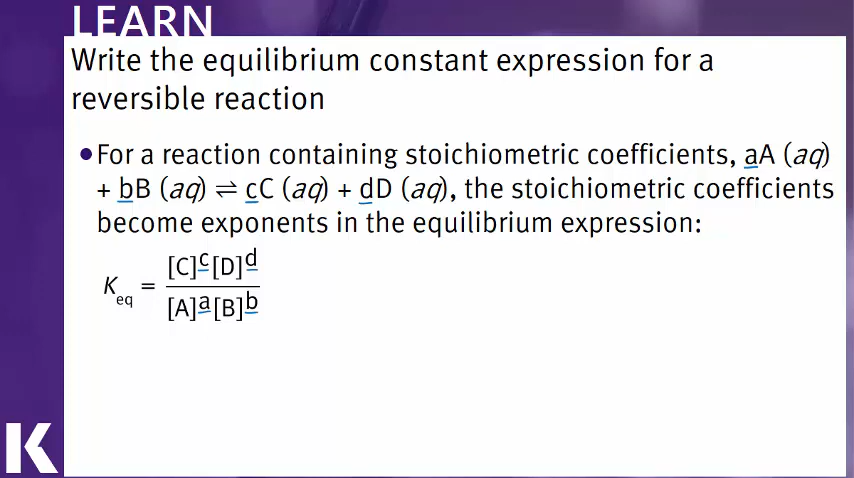 LEARN
Write the equilibrium constant expression for a
reversible reaction
•For a reaction containing stoichiometric coefficients, aA (aq)
+ bB (aq) ⇌ cC (aq) + dD (aq), the stoichiometric coefficients
become exponents in the equilibrium expression:
[C]ᶜ[D]ᵈ
Keq =
[A]ᵃ[B]ᵇ
K